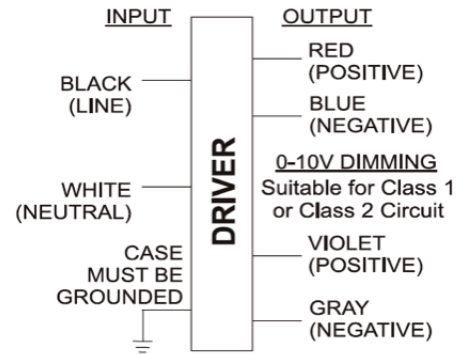 INPUT
OUTPUT
BLACK
(LINE)
WHITE
(NEUTRAL)
CASE
MUST BE
GROUNDED
DRIVER
RED
(POSITIVE)
BLUE
(NEGATIVE)
0-10V DIMMING
Suitable for Class 1
or Class 2 Circuit
VIOLET
(POSITIVE)
GRAY
(NEGATIVE)